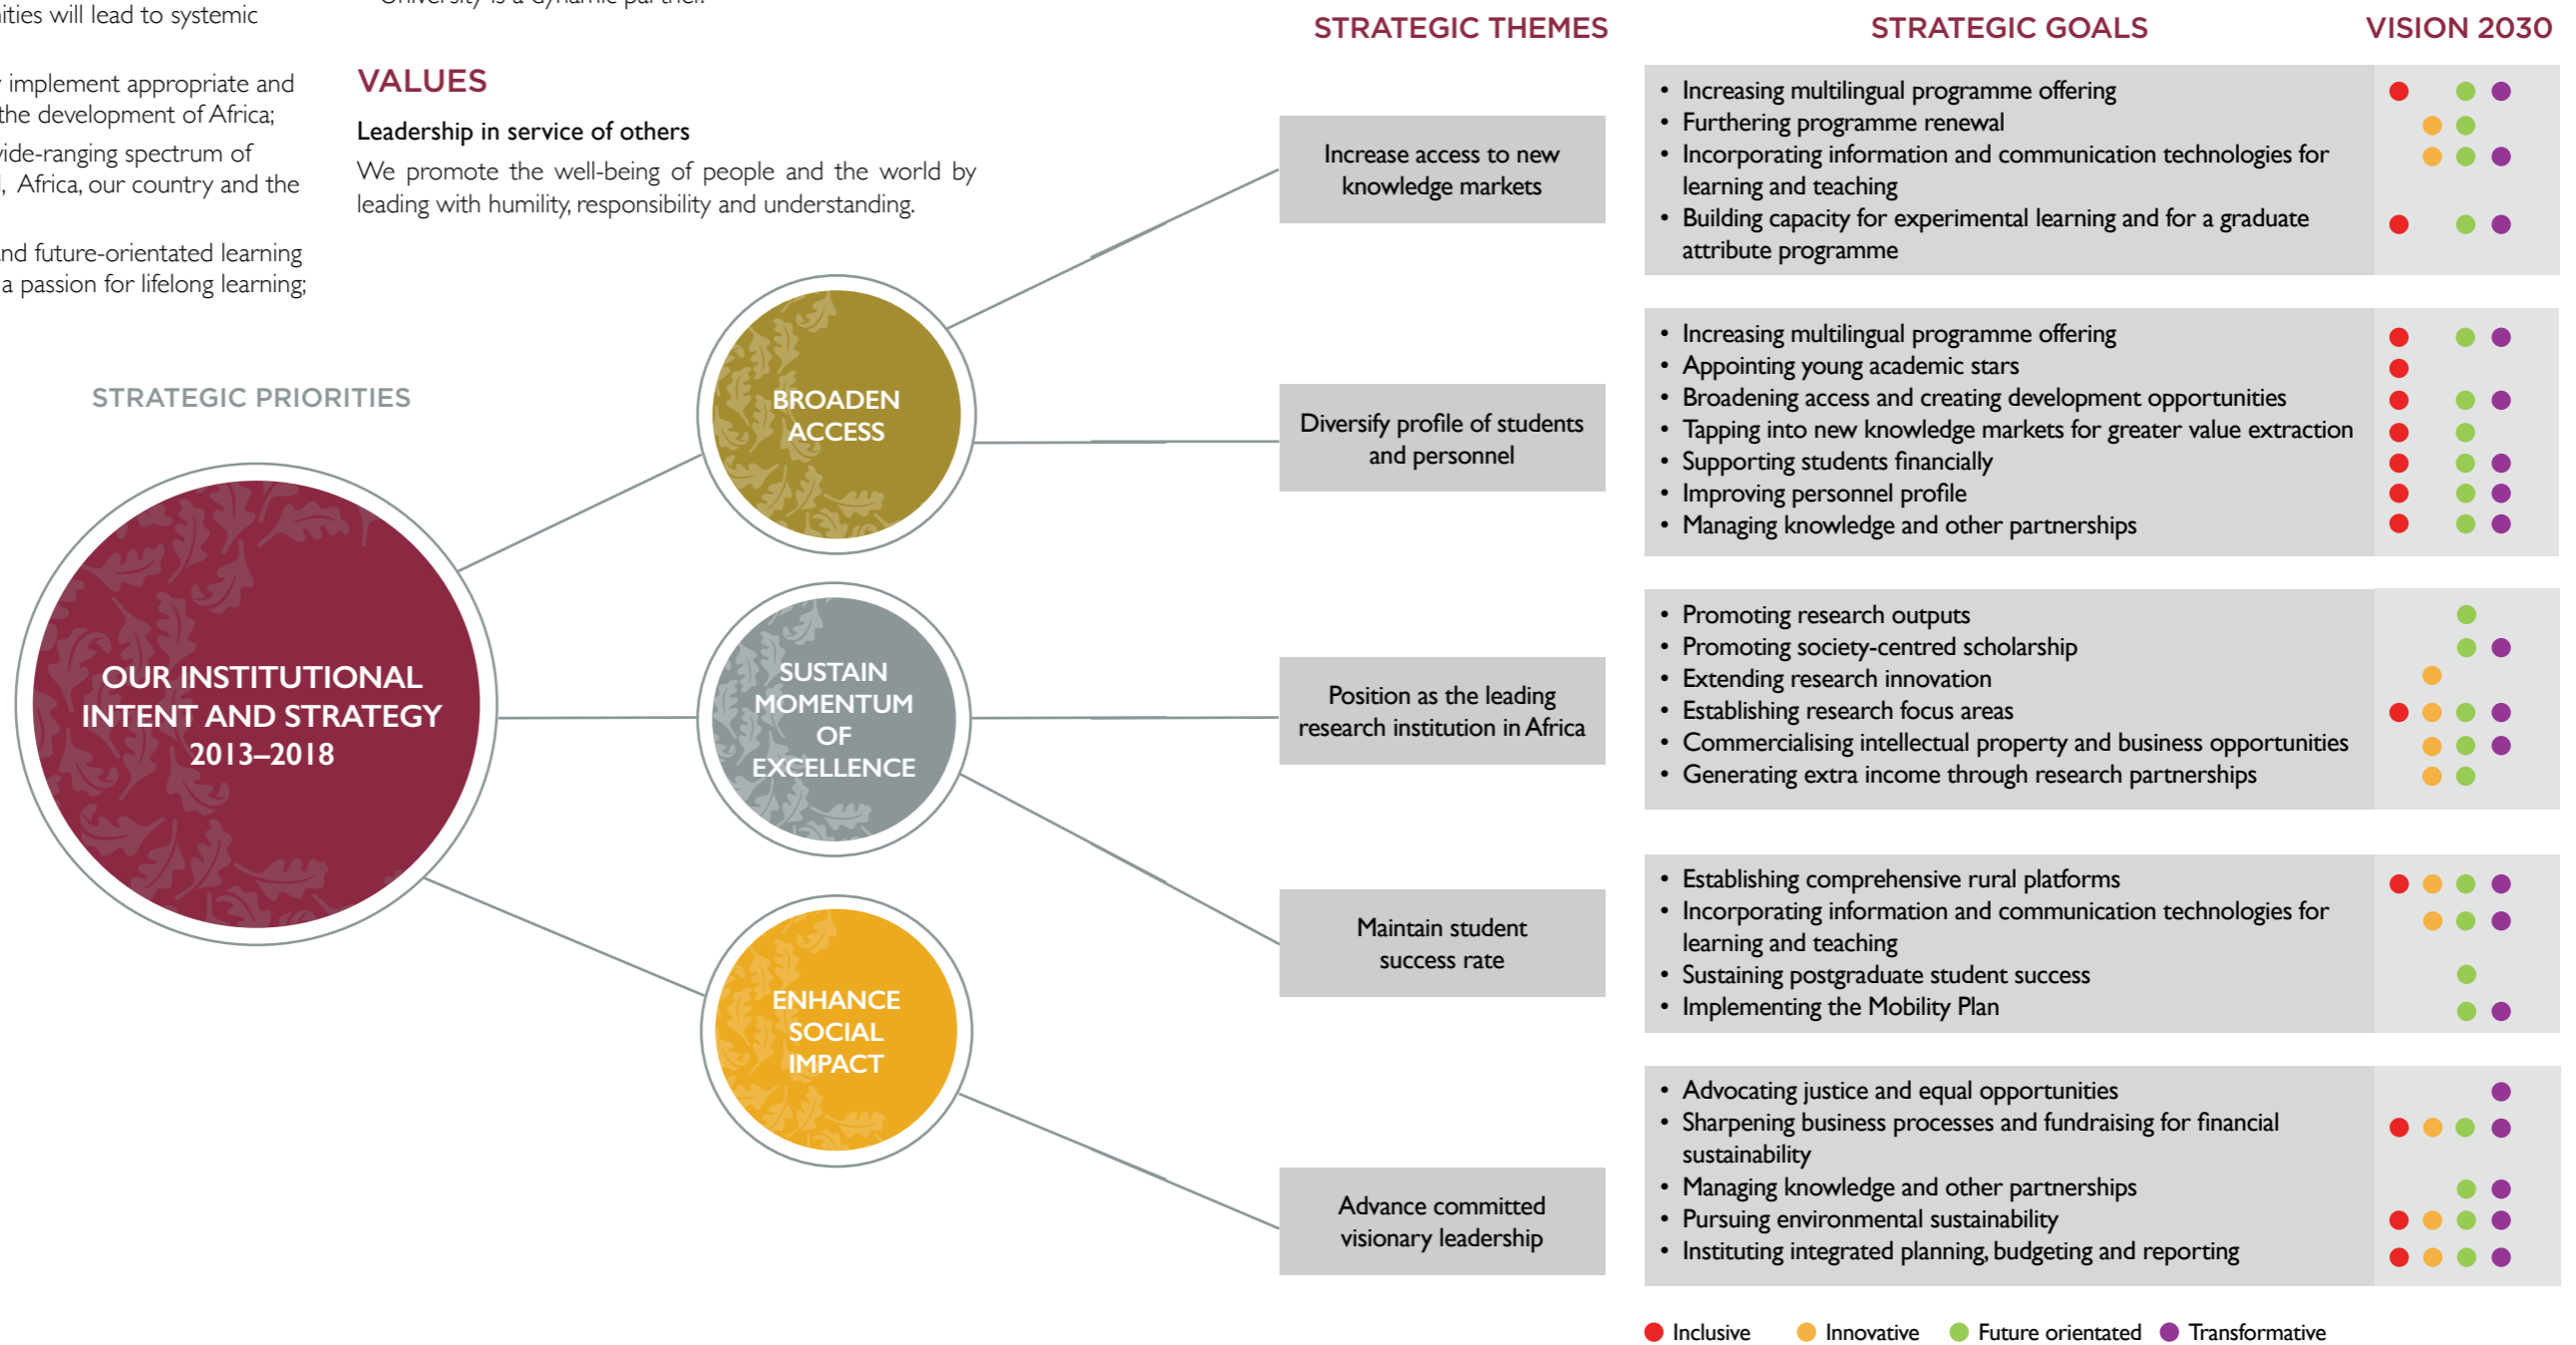 ities will lead to systemic
implement appropriate and
the development of Africa;
ide-ranging spectrum of
Africa, our country and the
nd future-orientated learning
a passion for lifelong learning;
University is a dynamic partner.
VALUES
Leadership in service of others
We promote the well-being of people and the world by
leading with humility, responsibility and understanding.
STRATEGIC PRIORITIES
OUR INSTITUTIONAL
INTENT AND STRATEGY
2013–2018
BROADEN
ACCESS
SUSTAIN
MOMENTUM
OF
EXCELLENCE
ENHANCE
SOCIAL
IMPACT
STRATEGIC THEMES
Increase access to new
knowledge markets
Diversify profile of students
and personnel
Position as the leading
research institution in Africa
Maintain student
success rate
Advance committed
visionary leadership
STRATEGIC GOALS
VISION 2030
• Increasing multilingual programme offering
• Furthering programme renewal
• Incorporating information and communication technologies for
learning and teaching
• Building capacity for experimental learning and for a graduate
attribute programme
• Increasing multilingual programme offering
• Appointing young academic stars
• Broadening access and creating development opportunities
• Tapping into new knowledge markets for greater value extraction
• Supporting students financially
• Improving personnel profile
• Managing knowledge and other partnerships
• Promoting research outputs
• Promoting society-centred scholarship
• Extending research innovation
• Establishing research focus areas
• Commercialising intellectual property and business opportunities
• Generating extra income through research partnerships
• Establishing comprehensive rural platforms
• Incorporating information and communication technologies for
learning and teaching
• Sustaining postgraduate student success
• Implementing the Mobility Plan
• Advocating justice and equal opportunities
• Sharpening business processes and fundraising for financial
sustainability
• Managing knowledge and other partnerships
• Pursuing environmental sustainability
• Instituting integrated planning, budgeting and reporting
Inclusive
Innovative
Future orientated
Transformative